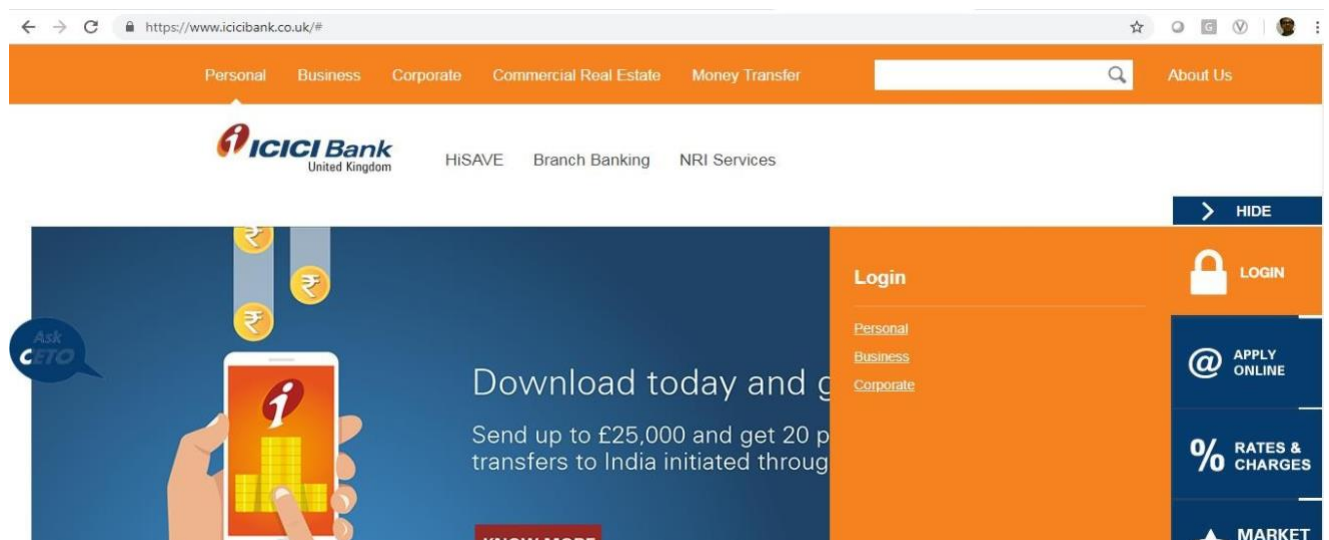 https://www.icicibank.co.uk/#
Personal Business Corporate Commercial Real Estate Money Transfer About Us
ICICI Bank
United Kingdom
HiSAVE Branch Banking NRI Services
HIDE
Login
LOGIN
Personal
Business
Corporate
Ask
CETO
@ APPLY
ONLINE
Download today and g
Send up to £25,000 and get 20 p
transfers to India initiated throug
% RATES &
CHARGES
KNOW MORE
MARKET